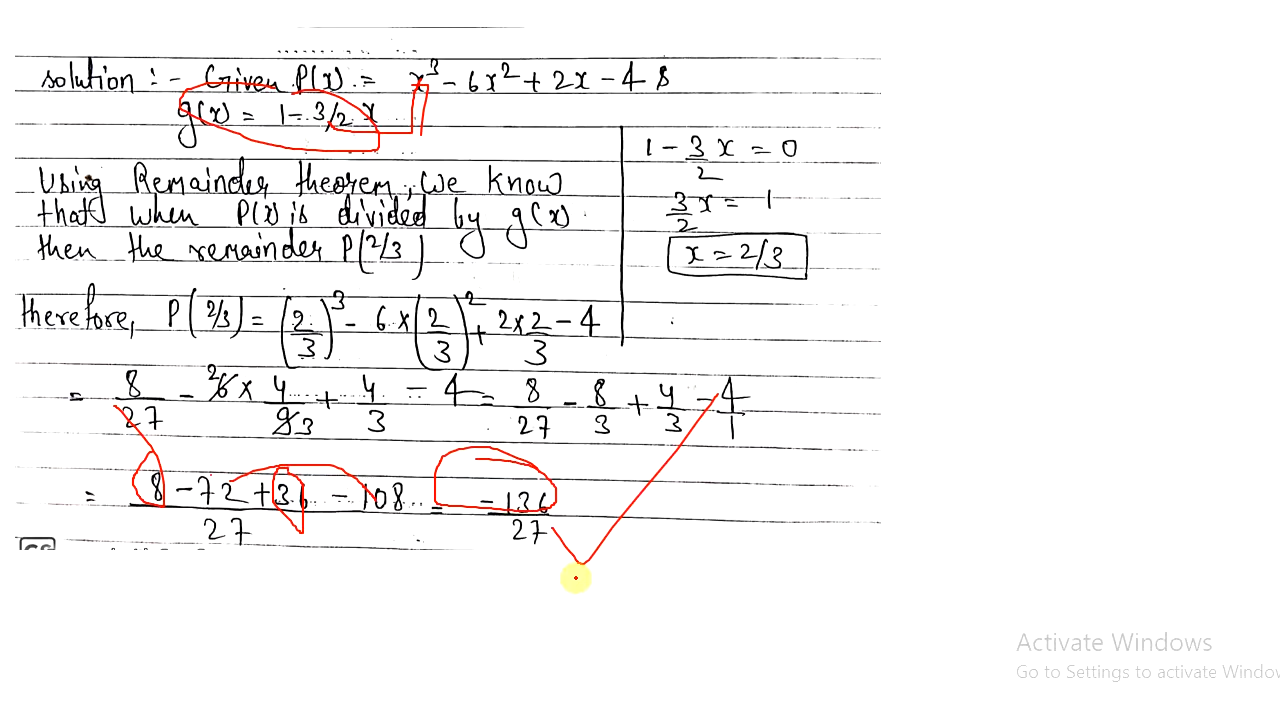 solution :- Given P(x) = x³ - 6x² + 2x - 4 &
g(x) = 1 - 3/2 x
1 - 3/2 x = 0
3/2 x = 1
x = 2/3
Using Remainder theorem, we know
that when P(x) is divided by g(x)
then the remainder P(2/3)
therefore, P(2/3) = (2/3)³ - 6 × (2/3)² + 2×2/3 - 4
= 8/27 - 6 2 × 4/9 3 + 4/3 - 4 = 8/27 - 8/3 + 4/3 - 4/1
= 8 - 72 + 36 - 108 / 27 = -136/27
CS
Activate Windows
Go to Settings to activate Window